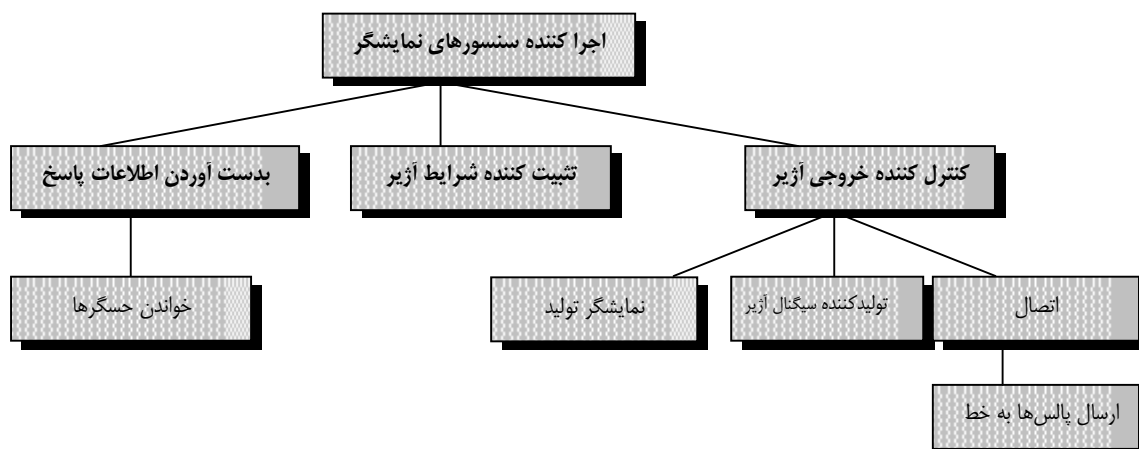 اجرا کننده سنسورهای نمایشگر
کنترل کننده خروجی آژیر
تثبیت کننده شرایط آژیر
بدست آوردن اطلاعات پاسخ
اتصال
تولیدکننده سیگنال آژیر
نمایشگر تولید
خواندن حسگرها
ارسال پالس‌ها به خط